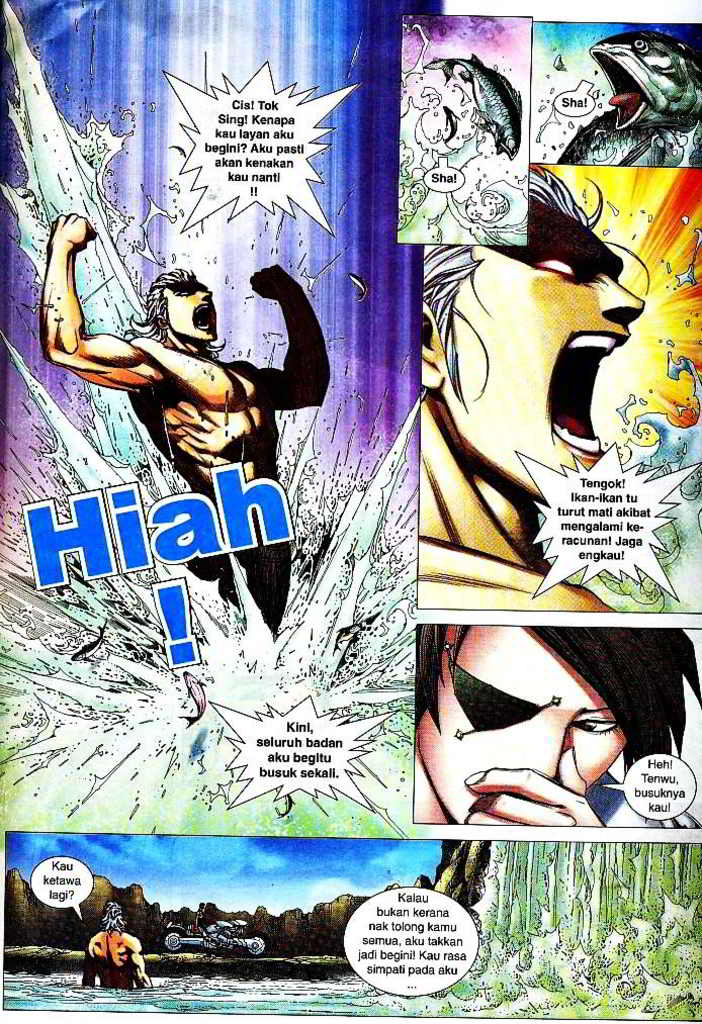 Cis! Tok
Sing! Kenapa
kau layan aku
begini? Aku pasti
akan kenakan
kau nanti
!!
Hiah
!
Kini,
seluruh badan
aku begitu
busuk sekali.
Sha!
Sha!
Tengok!
Ikan-ikan tu
turut mati akibat
mengalami ke-
racunan! Jaga
engkau!
Heh!
Tenwu,
busuknya
kau!
Kau
ketawa
lagi?
Kalau
bukan kerana
nak tolong kamu
semua, aku takkan
jadi begini! Kau rasa
simpati pada aku
...